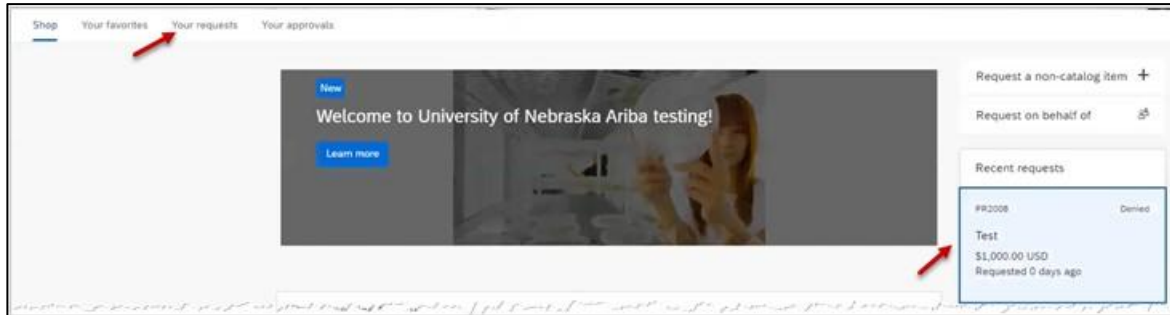 Shop Your favorites Your requests Your approvals
New
Welcome to University of Nebraska Ariba testing!
Learn more
Request a non-catalog item +
Request on behalf of
Recent requests
PR2008 Denied
Test
$1,000.00 USD
Requested 0 days ago